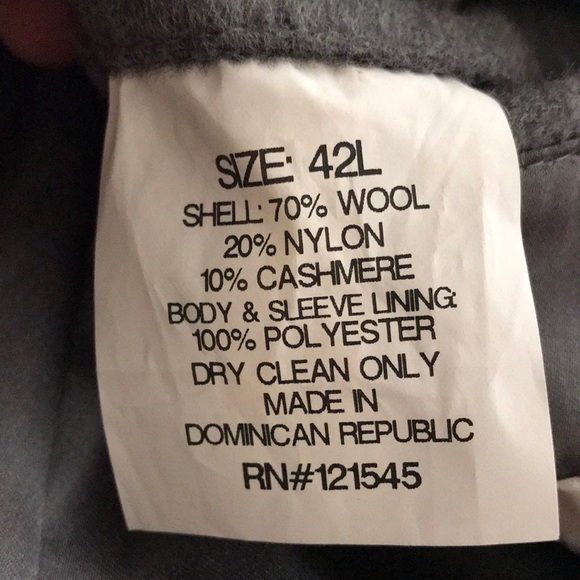 SIZE: 42L
SHELL: 70% WOOL
20% NYLON
10% CASHMERE
BODY & SLEEVE LINING:
100% POLYESTER
DRY CLEAN ONLY
MADE IN
DOMINICAN REPUBLIC
RN#121545